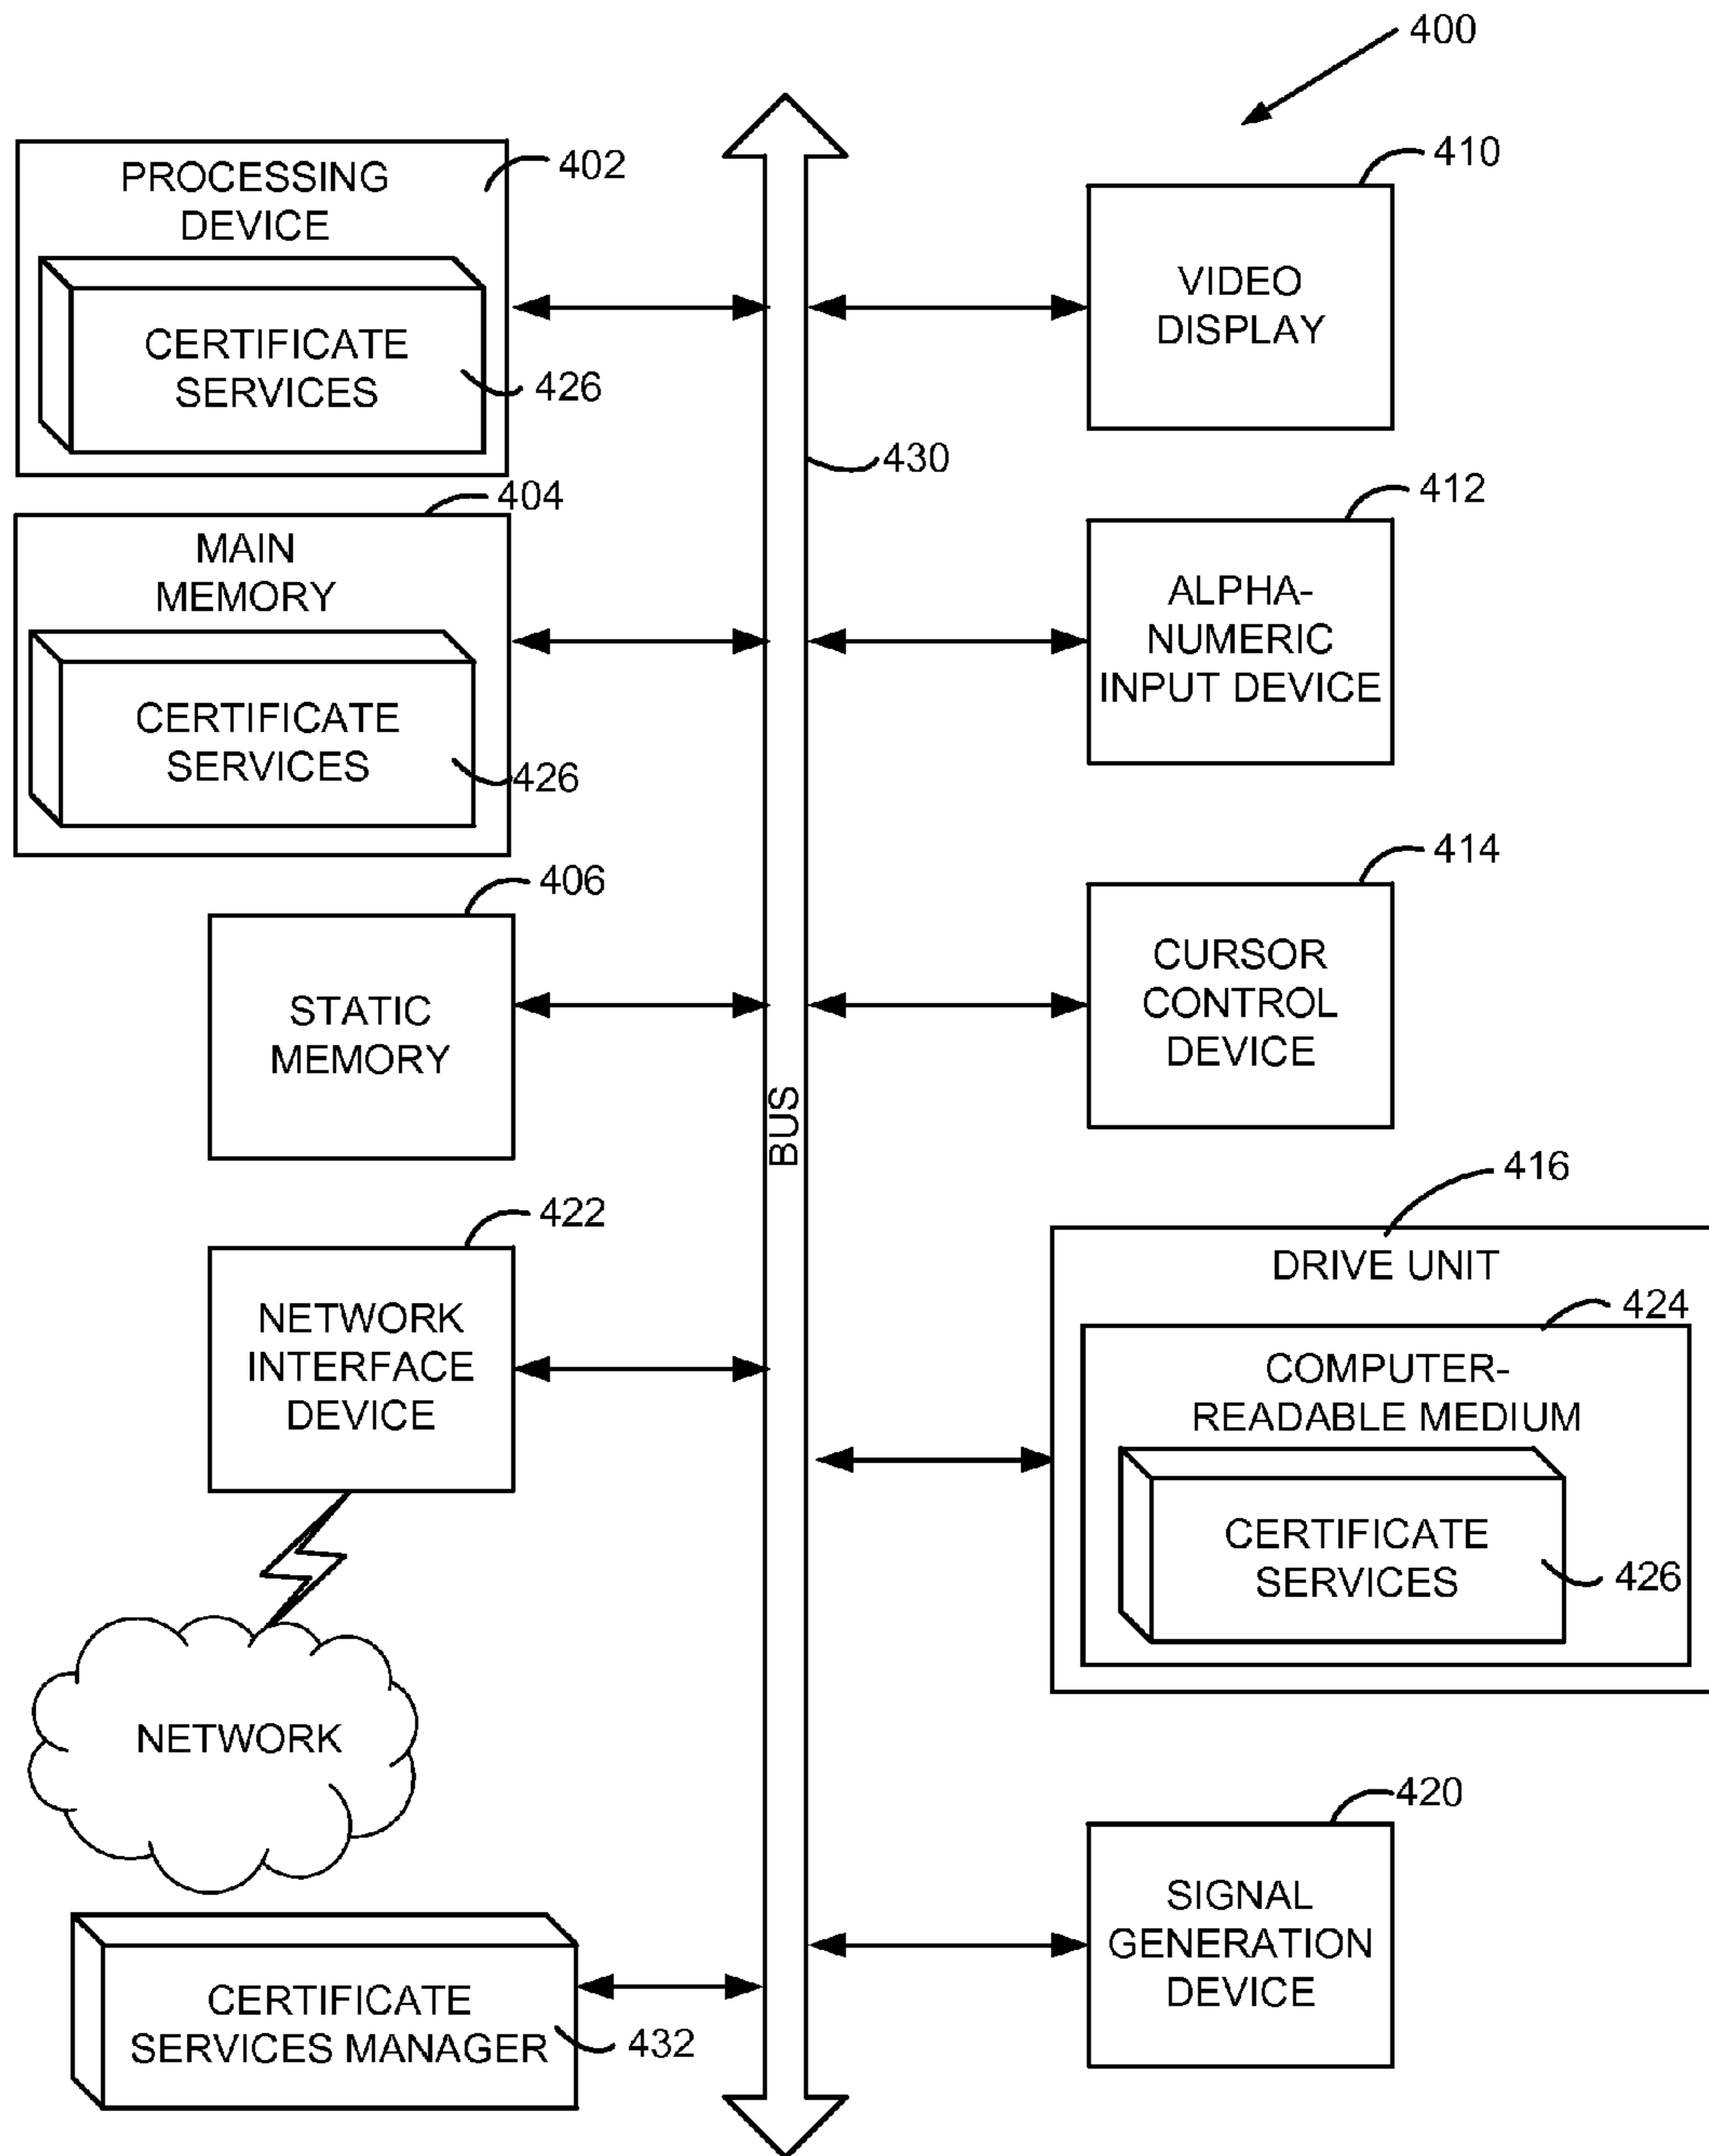 400
PROCESSING
DEVICE
402
CERTIFICATE
SERVICES
426
410
VIDEO
DISPLAY
430
404
MAIN
MEMORY
CERTIFICATE
SERVICES
426
412
ALPHA-
NUMERIC
INPUT DEVICE
406
STATIC
MEMORY
414
CURSOR
CONTROL
DEVICE
BUS
422
NETWORK
INTERFACE
DEVICE
416
DRIVE UNIT
424
COMPUTER-
READABLE MEDIUM
CERTIFICATE
SERVICES
426
NETWORK
420
SIGNAL
GENERATION
DEVICE
CERTIFICATE
SERVICES MANAGER
432